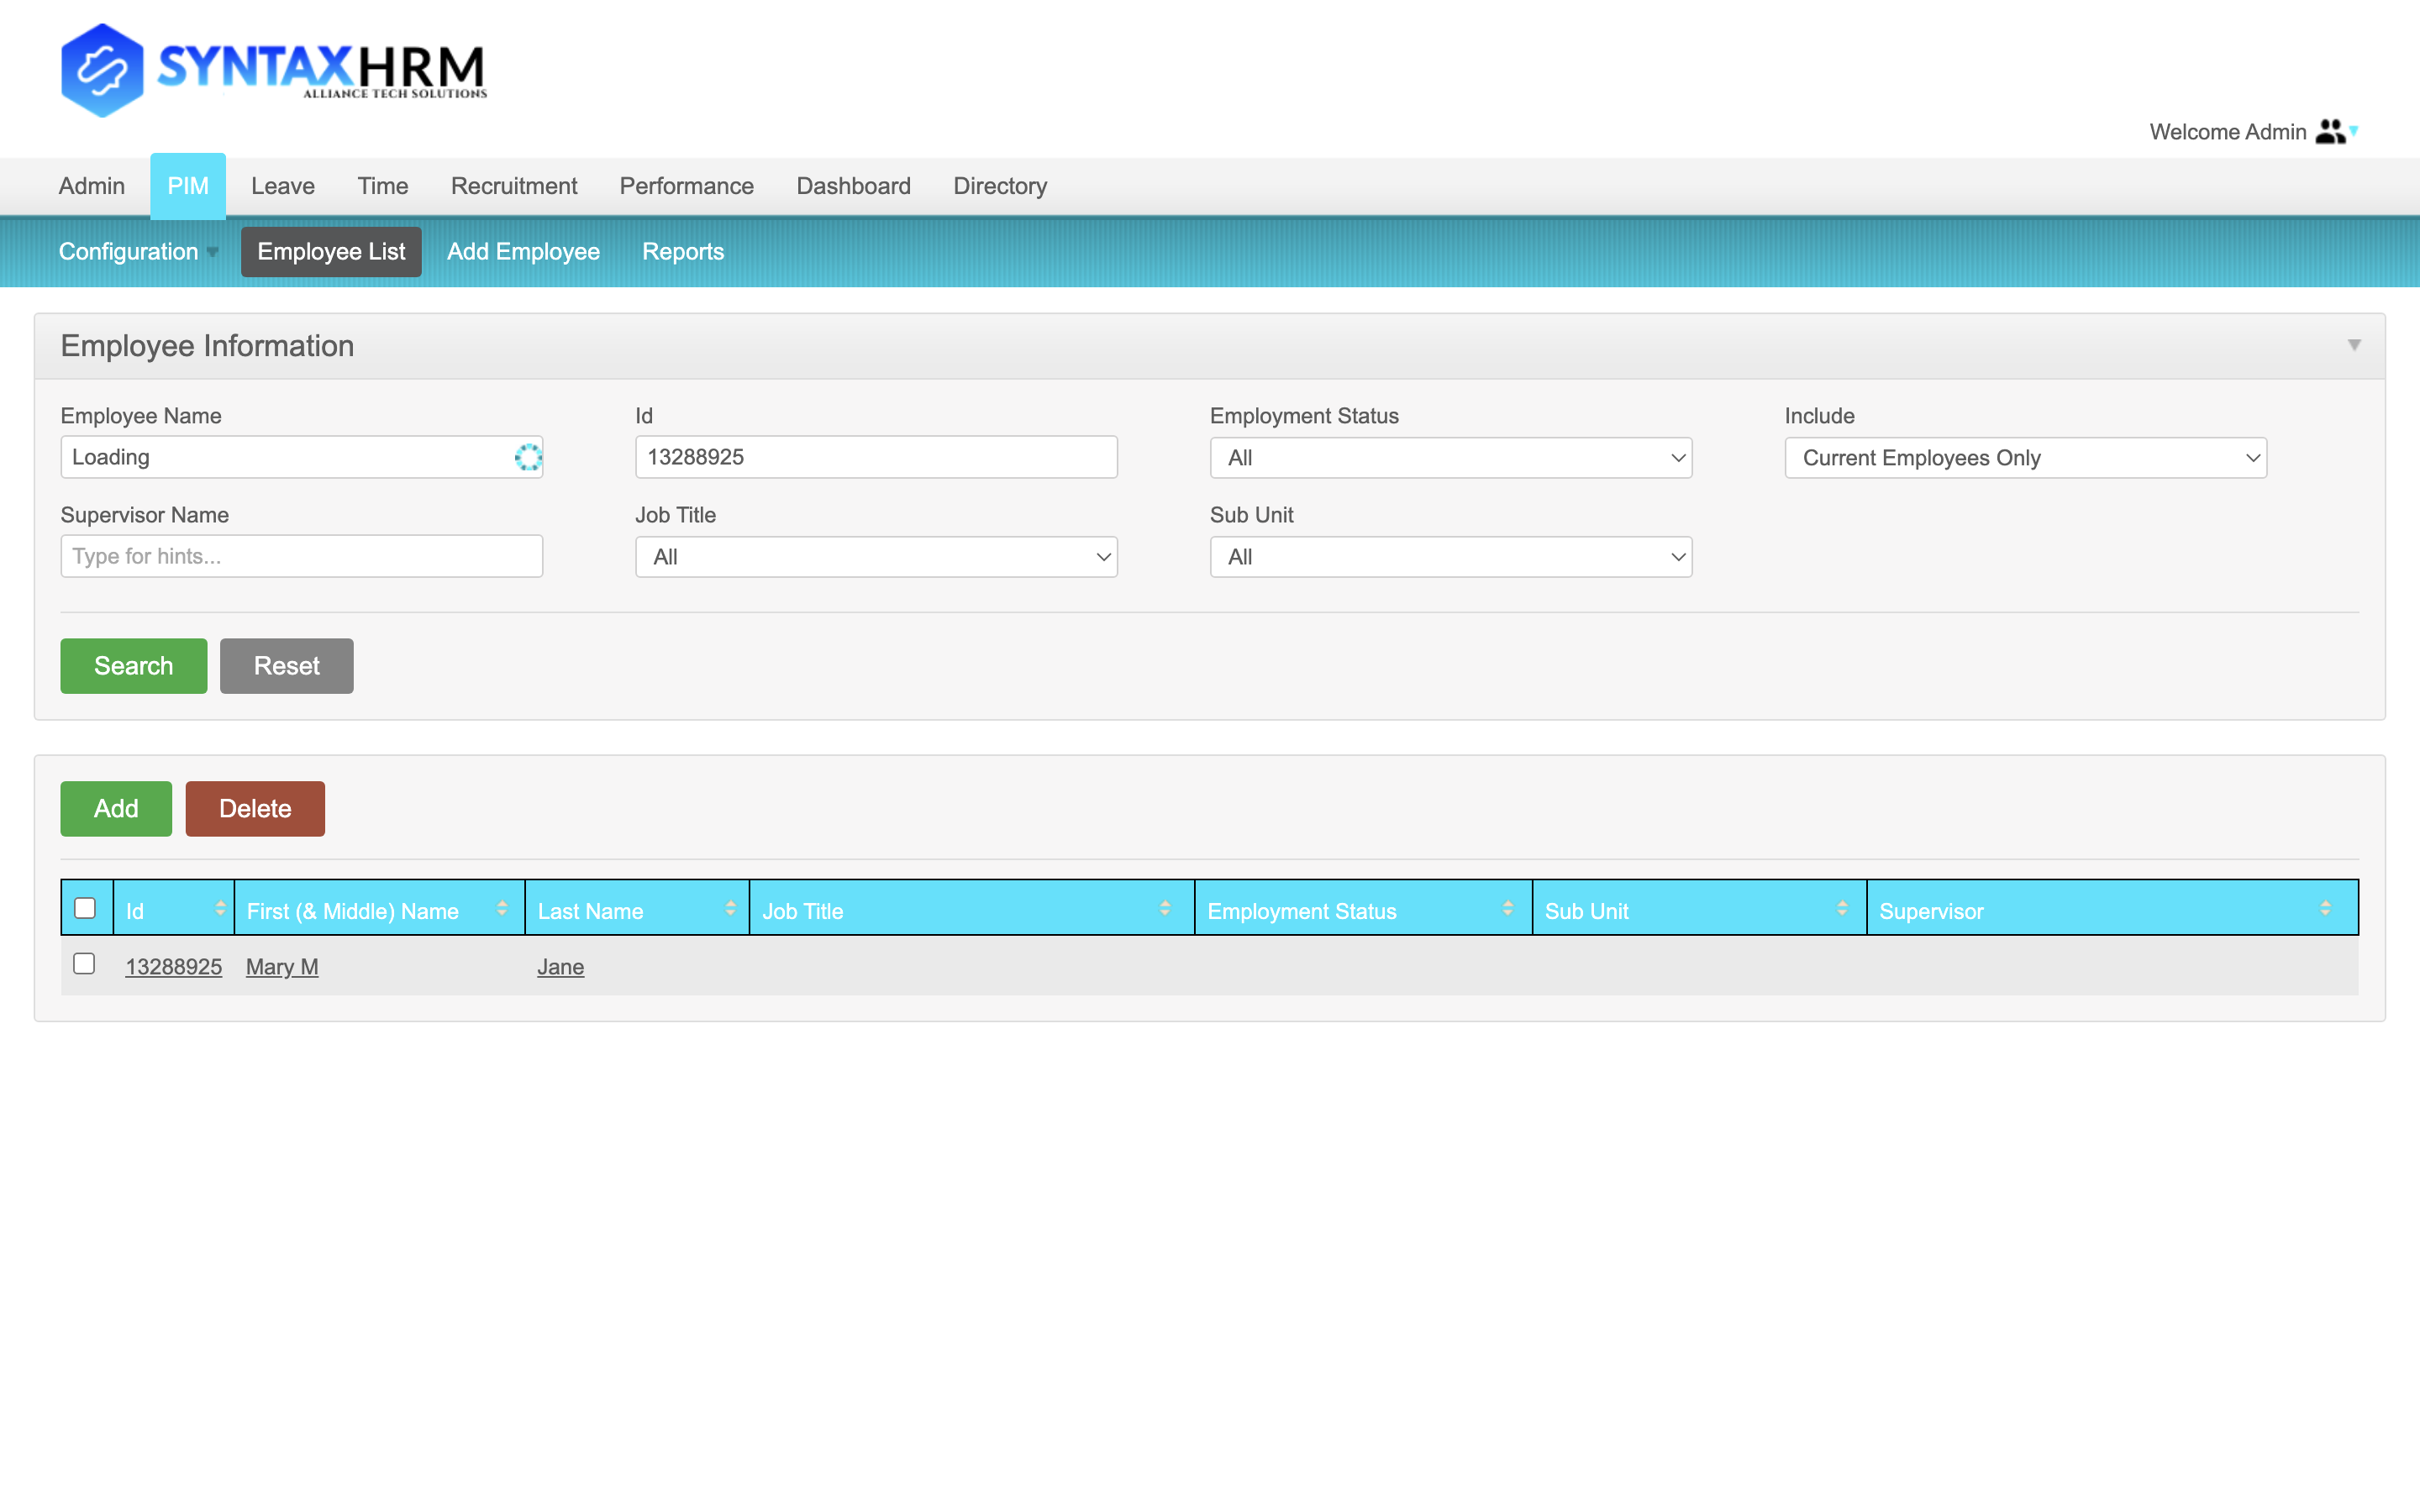 SYNTAXHRM
ALLIANCE TECH SOLUTIONS
Welcome Admin
Admin PIM Leave Time Recruitment Performance Dashboard Directory
Configuration Employee List Add Employee Reports
Employee Information
Employee Name Id Employment Status Include
Loading 13288925 All Current Employees Only
Supervisor Name Job Title Sub Unit
Type for hints... All All
Search Reset
Add Delete
Id First (& Middle) Name Last Name Job Title Employment Status Sub Unit Supervisor
13288925 Mary M Jane